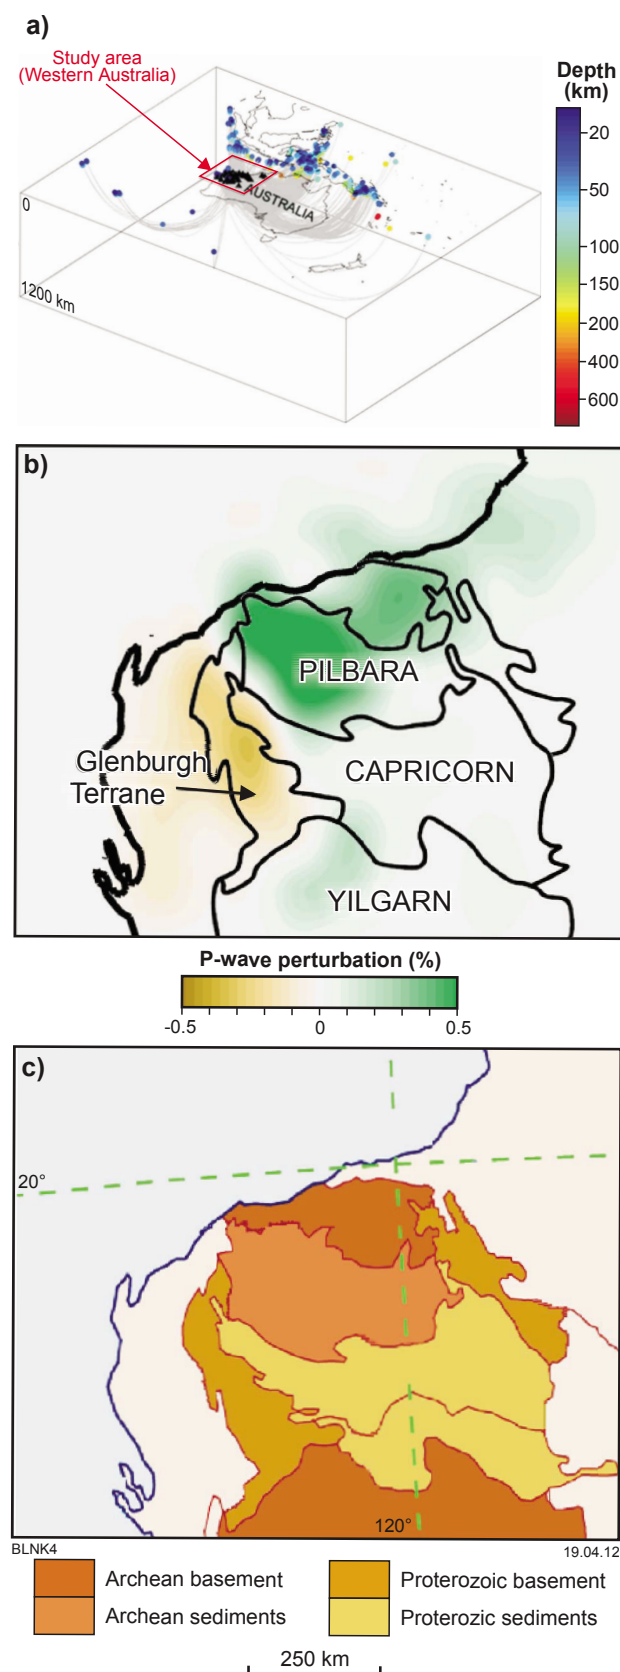 a)
Study area
(Western Australia)
Depth
(km)
20
50
100
150
200
400
600
0
AUSTRALIA
1200 km
b)
PILBARA
Glenburgh
Terrane
CAPRICORN
YILGARN
P-wave perturbation (%)
-0.5
0
0.5
c)
20°
120°
BLNK4
19.04.12
Archean basement
Proterozoic basement
Archean sediments
Proterozic sediments
250 km